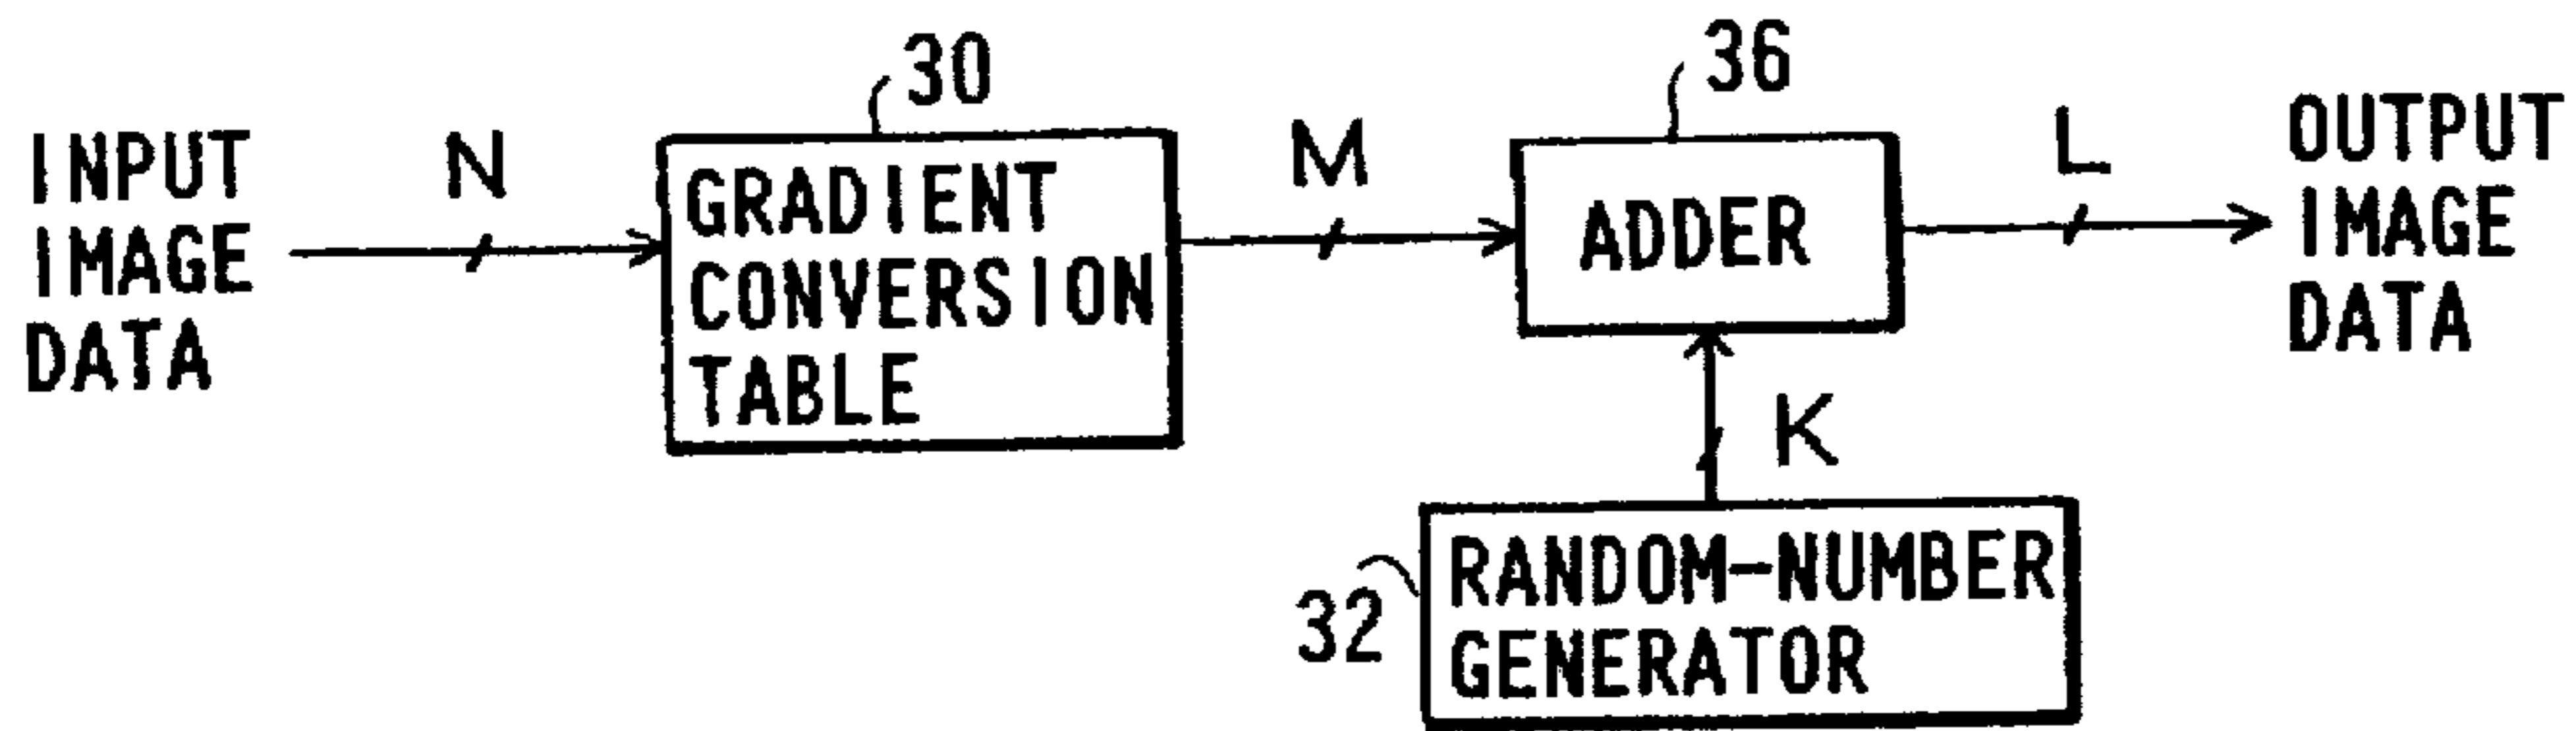 INPUT
IMAGE
DATA
N
30
GRADIENT
CONVERSION
TABLE
M
36
ADDER
L
OUTPUT
IMAGE
DATA
K
32
RANDOM-NUMBER
GENERATOR